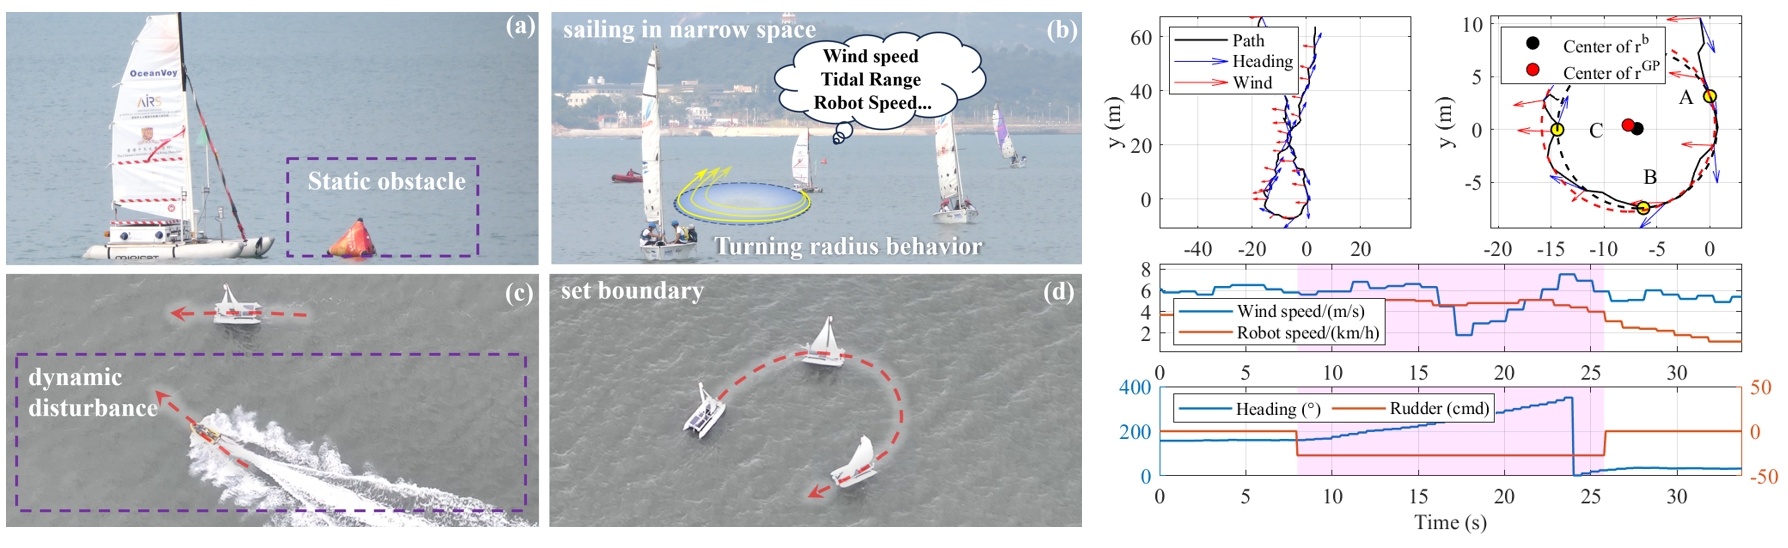 (a)
OceanVoy
AIRS
Static obstacle
sailing in narrow space
(b)
Wind speed
Tidal Range
Robot Speed...
Turning radius behavior
(c)
dynamic
disturbance
set boundary
(d)
60
40
20
0
y (m)
Path
Heading
Wind
-40
-20
0
20
10
5
0
-5
y (m)
Center of r^b
Center of r^GP
A
C
B
-20
-15
-10
-5
0
8
6
4
2
Wind speed/(m/s)
Robot speed/(km/h)
0
5
10
15
20
25
30
400
200
0
Heading (°)
Rudder (cmd)
50
0
-50
0
5
10
15
20
25
30
Time (s)